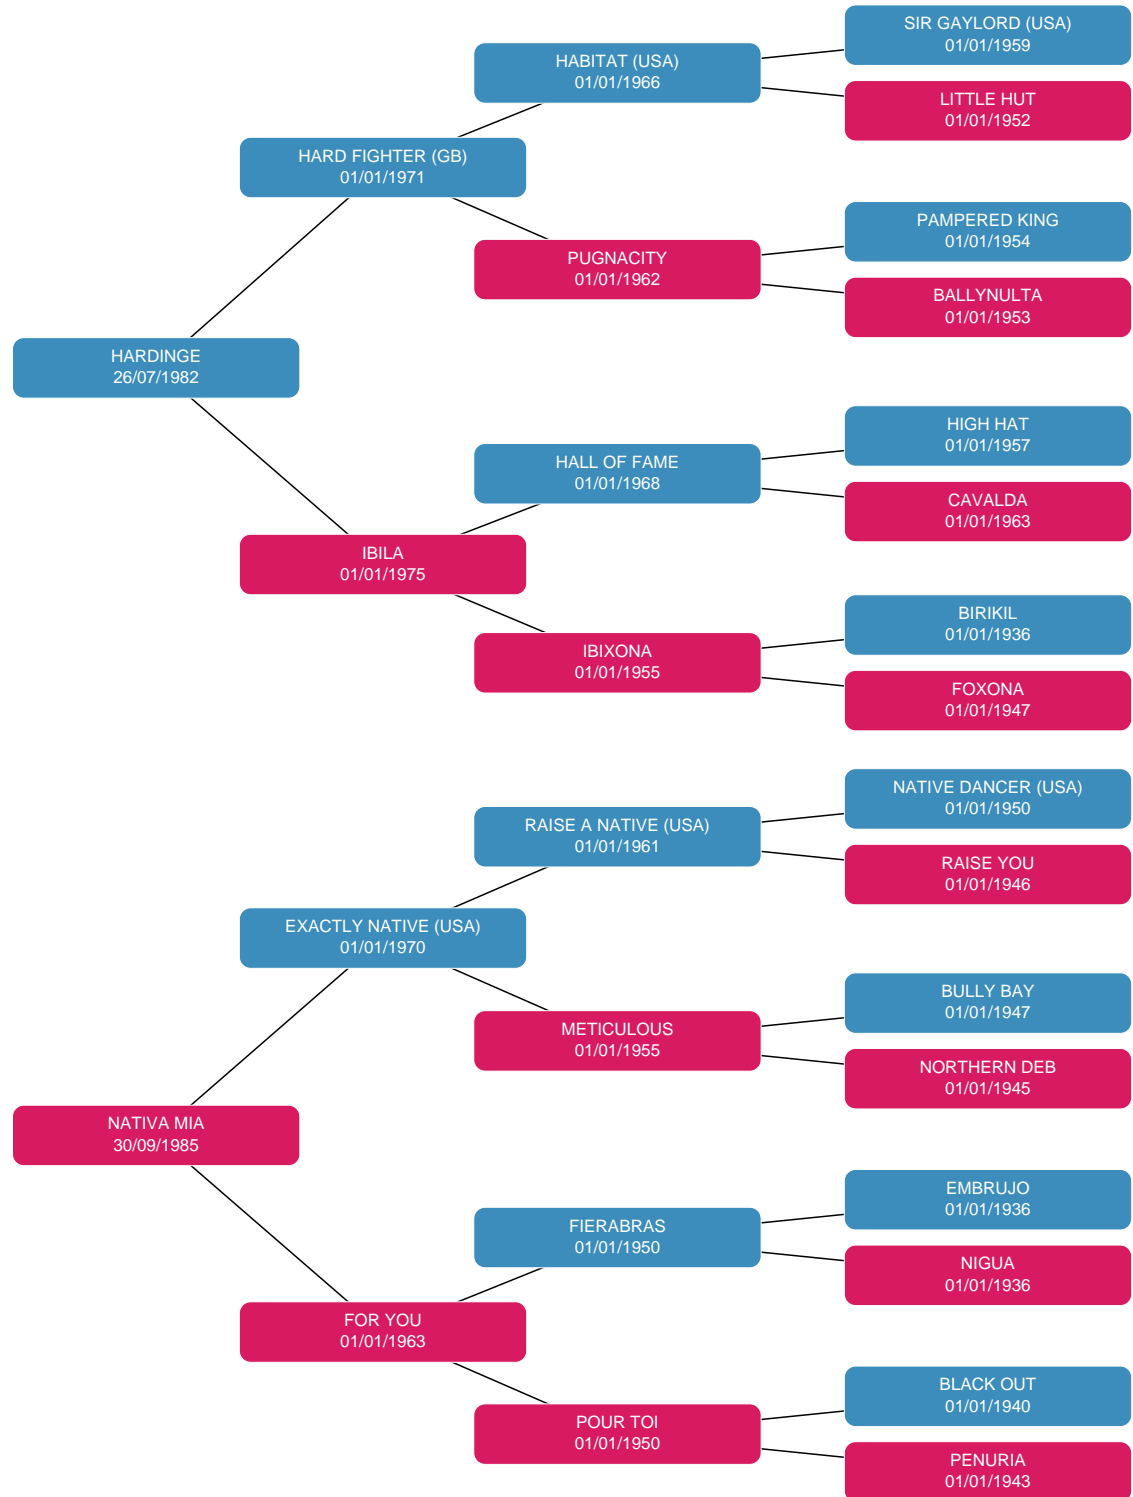 SIR GAYLORD (USA)
01/01/1959
HABITAT (USA)
01/01/1966
LITTLE HUT
01/01/1952
HARD FIGHTER (GB)
01/01/1971
PAMPERED KING
01/01/1954
PUGNACITY
01/01/1962
BALLYNULTA
01/01/1953
HARDINGE
26/07/1982
HIGH HAT
01/01/1957
HALL OF FAME
01/01/1968
CAVALDA
01/01/1963
IBILA
01/01/1975
BIRIKIL
01/01/1936
IBIXONA
01/01/1955
FOXONA
01/01/1947
NATIVE DANCER (USA)
01/01/1950
RAISE A NATIVE (USA)
01/01/1961
RAISE YOU
01/01/1946
EXACTLY NATIVE (USA)
01/01/1970
BULLY BAY
01/01/1947
METICULOUS
01/01/1955
NORTHERN DEB
01/01/1945
NATIVA MIA
30/09/1985
EMBRUJO
01/01/1936
FIERABRAS
01/01/1950
NIGUA
01/01/1936
FOR YOU
01/01/1963
BLACK OUT
01/01/1940
POUR TOI
01/01/1950
PENURIA
01/01/1943